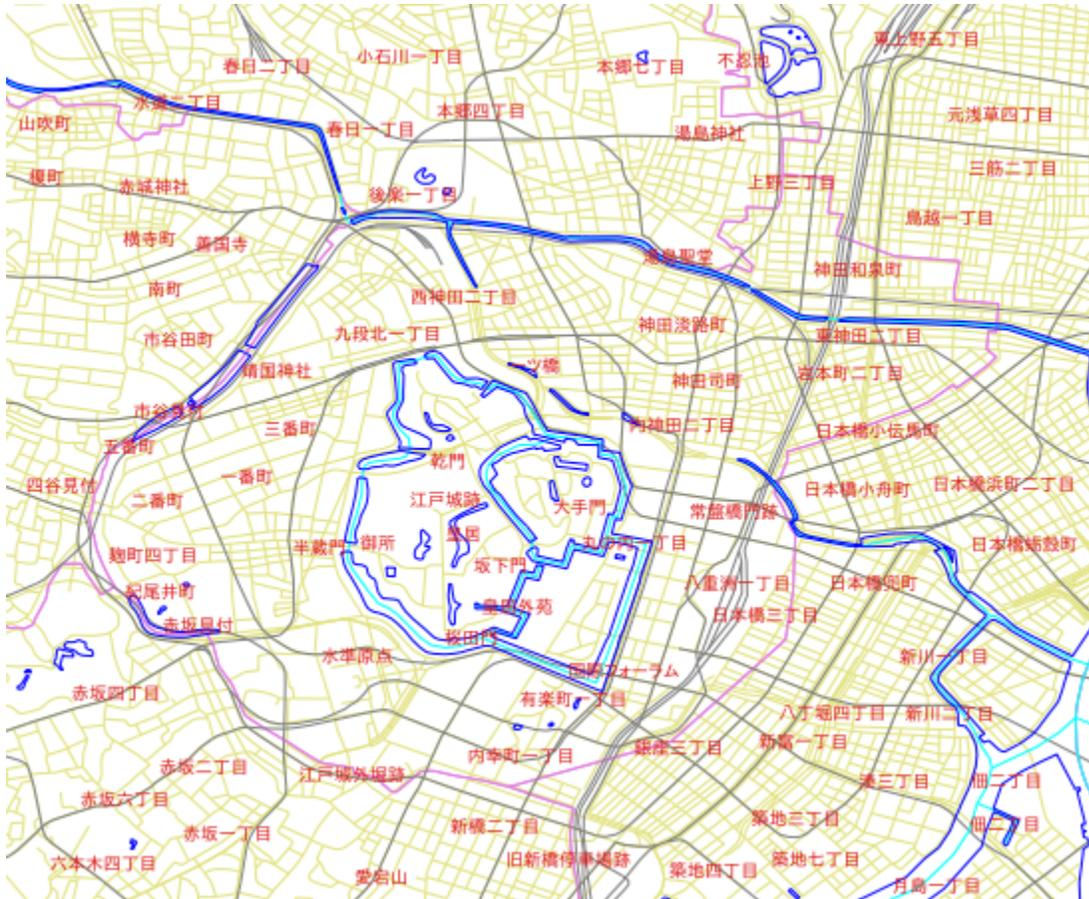 東上野五丁目
小石川一丁目
不忍池
春日二丁目
本郷七丁目
水道二丁目
本郷四丁目
元浅草四丁目
山吹町
春日一丁目
湯島神社
三筋二丁目
榎町
赤城神社
上野三丁目
後楽一丁目
鳥越一丁目
横寺町
善国寺
湯島聖堂
神田和泉町
南町
西神田二丁目
神田淡路町
市谷田町
九段北一丁目
東神田二丁目
一ツ橋
靖国神社
神田司町
岩本町二丁目
市谷見付
内神田二丁目
三番町
日本橋小伝馬町
五番町
乾門
一番町
四谷見付
日本橋浜町二丁目
日本橋小舟町
二番町
江戸城跡
大手門
常盤橋門跡
皇居
半蔵門
御所
丸の内一丁目
日本橋蛎殻町
麹町四丁目
坂下門
八重洲一丁目
日本橋兜町
紀尾井町
皇居外苑
日本橋三丁目
赤坂見付
桜田門
水準原点
新川一丁目
国際フォーラム
赤坂四丁目
有楽町一丁目
八丁堀四丁目
新川二丁目
新富一丁目
銀座三丁目
内幸町一丁目
赤坂二丁目
江戸城外堀跡
湊三丁目
佃二丁目
赤坂六丁目
築地三丁目
新橋二丁目
佃二丁目
赤坂一丁目
六本木四丁目
旧新橋停車場跡
築地七丁目
築地四丁目
愛宕山
月島一丁目